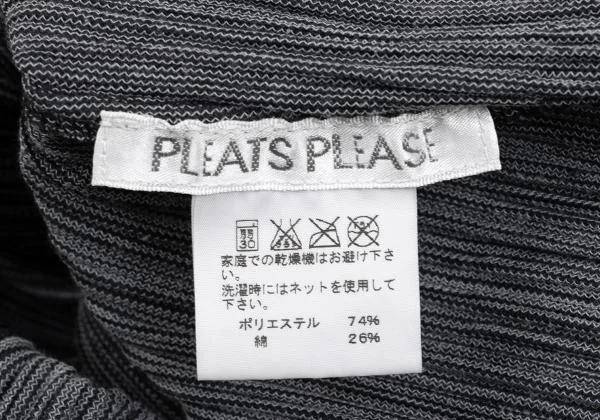 PLEATS PLEASE
弱 30
家庭での乾燥機はお避け下さ
い。
洗濯時にはネットを使用して
下さい。
ポリエステル 74%
綿 26%